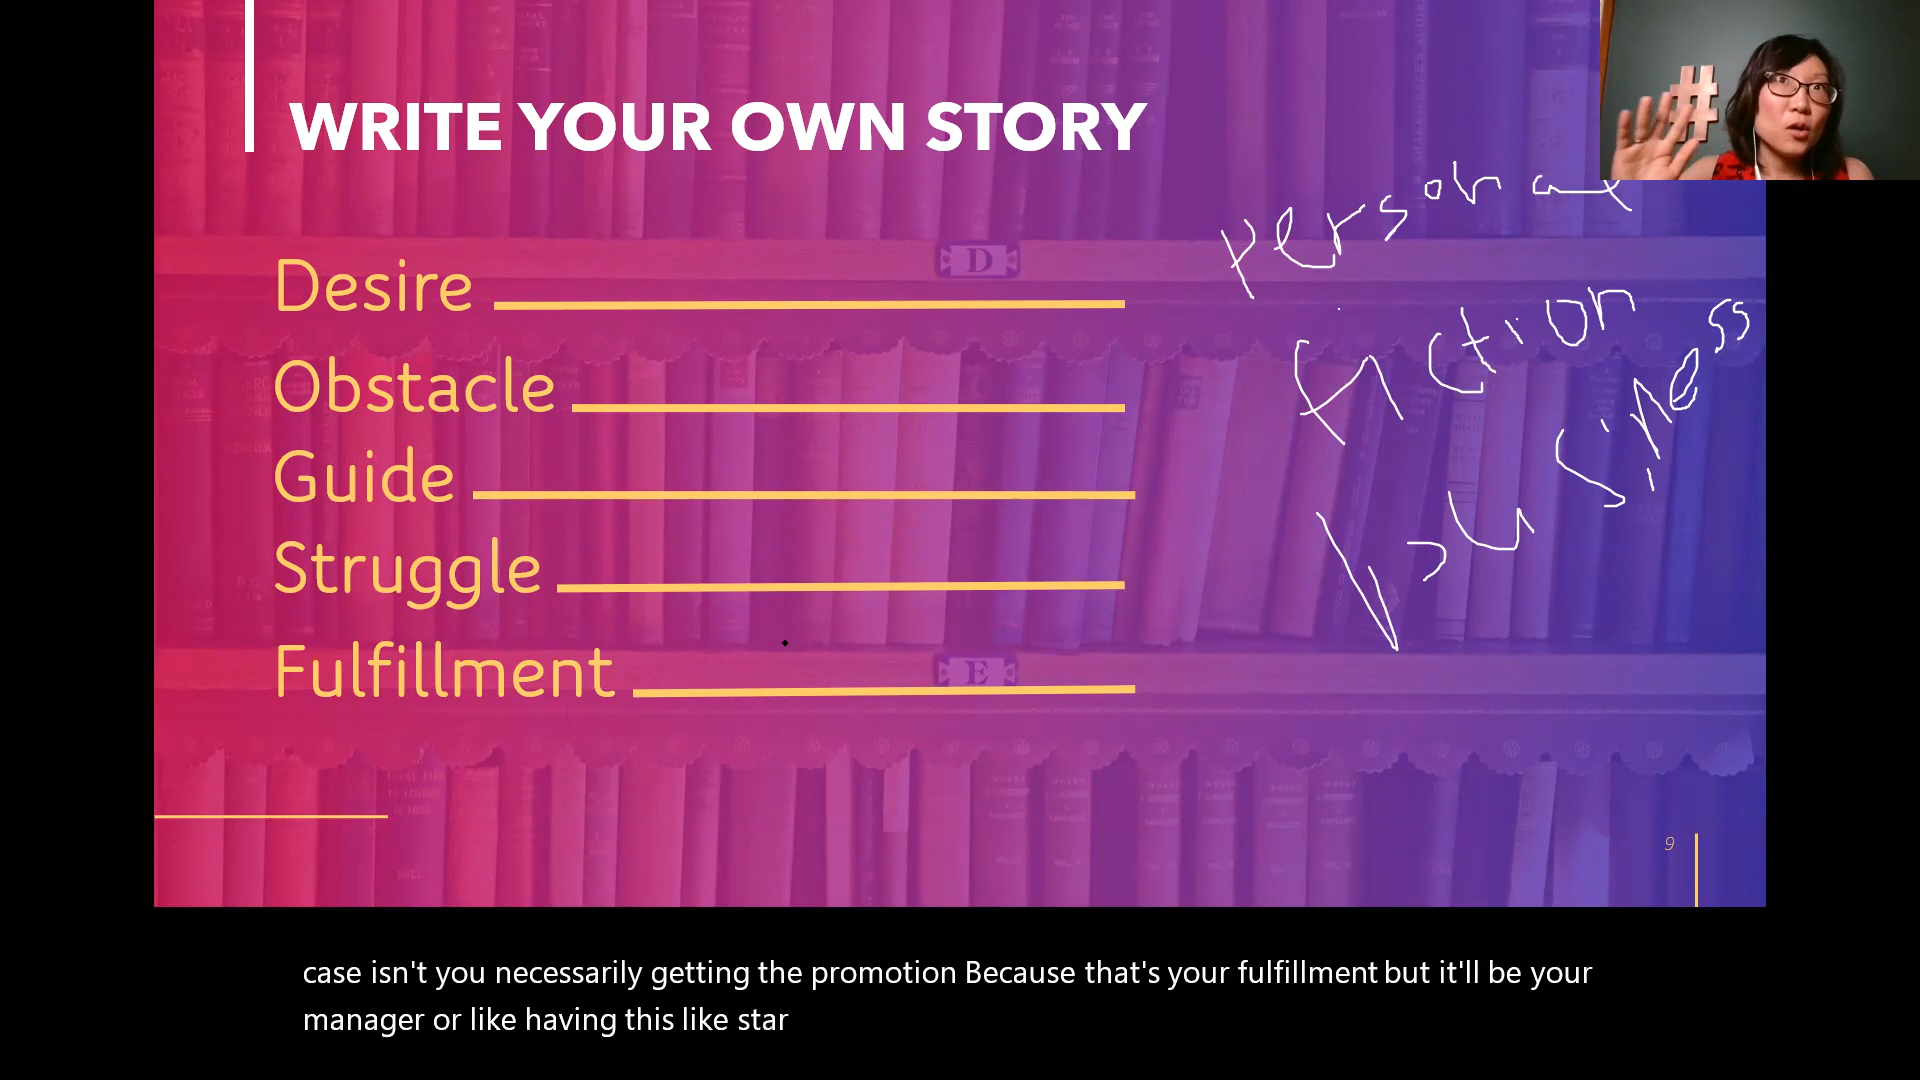 WRITE YOUR OWN STORY
#
personal
D
Desire
fiction
Obstacle
business
Guide
Struggle
Fulfillment
E
9
case isn't you necessarily getting the promotion Because that's your fulfillment but it'll be your
manager or like having this like star